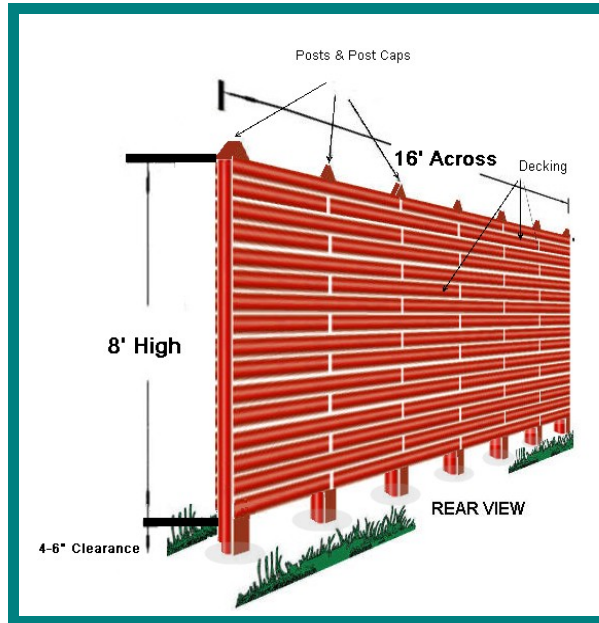 Posts & Post Caps
16' Across
Decking
8' High
REAR VIEW
4-6" Clearance